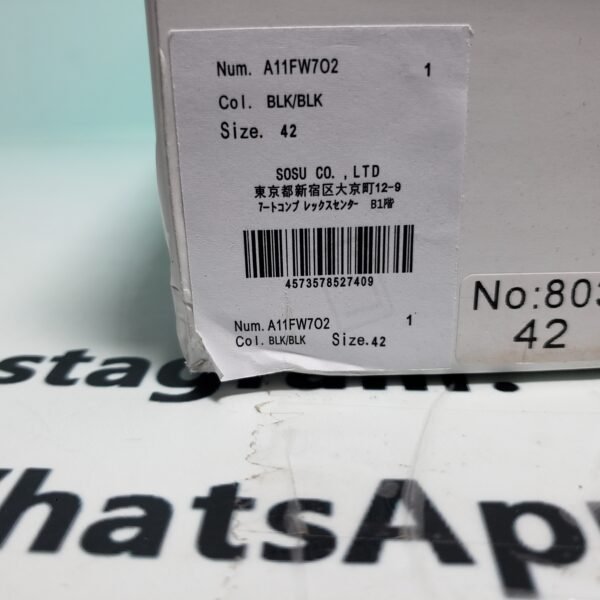 Num. A11FW702 1
Col. BLK/BLK
Size. 42
SOSU CO. ,LTD
東京都新宿区大京町12-9
ｱートコンプ レックスセンター B1階
4573578527409
Num. A11FW702 1
Col. BLK/BLK Size. 42
No:803
42
stagram:
WhatsApp